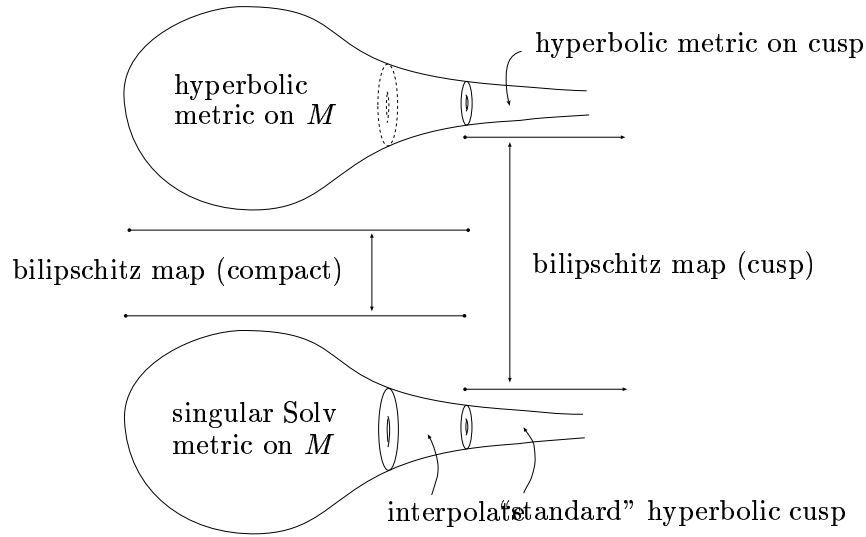 hyperbolic metric on cusp
hyperbolic
metric on M
bilipschitz map (compact)
bilipschitz map (cusp)
singular Solv
metric on M
interpolate
“standard” hyperbolic cusp